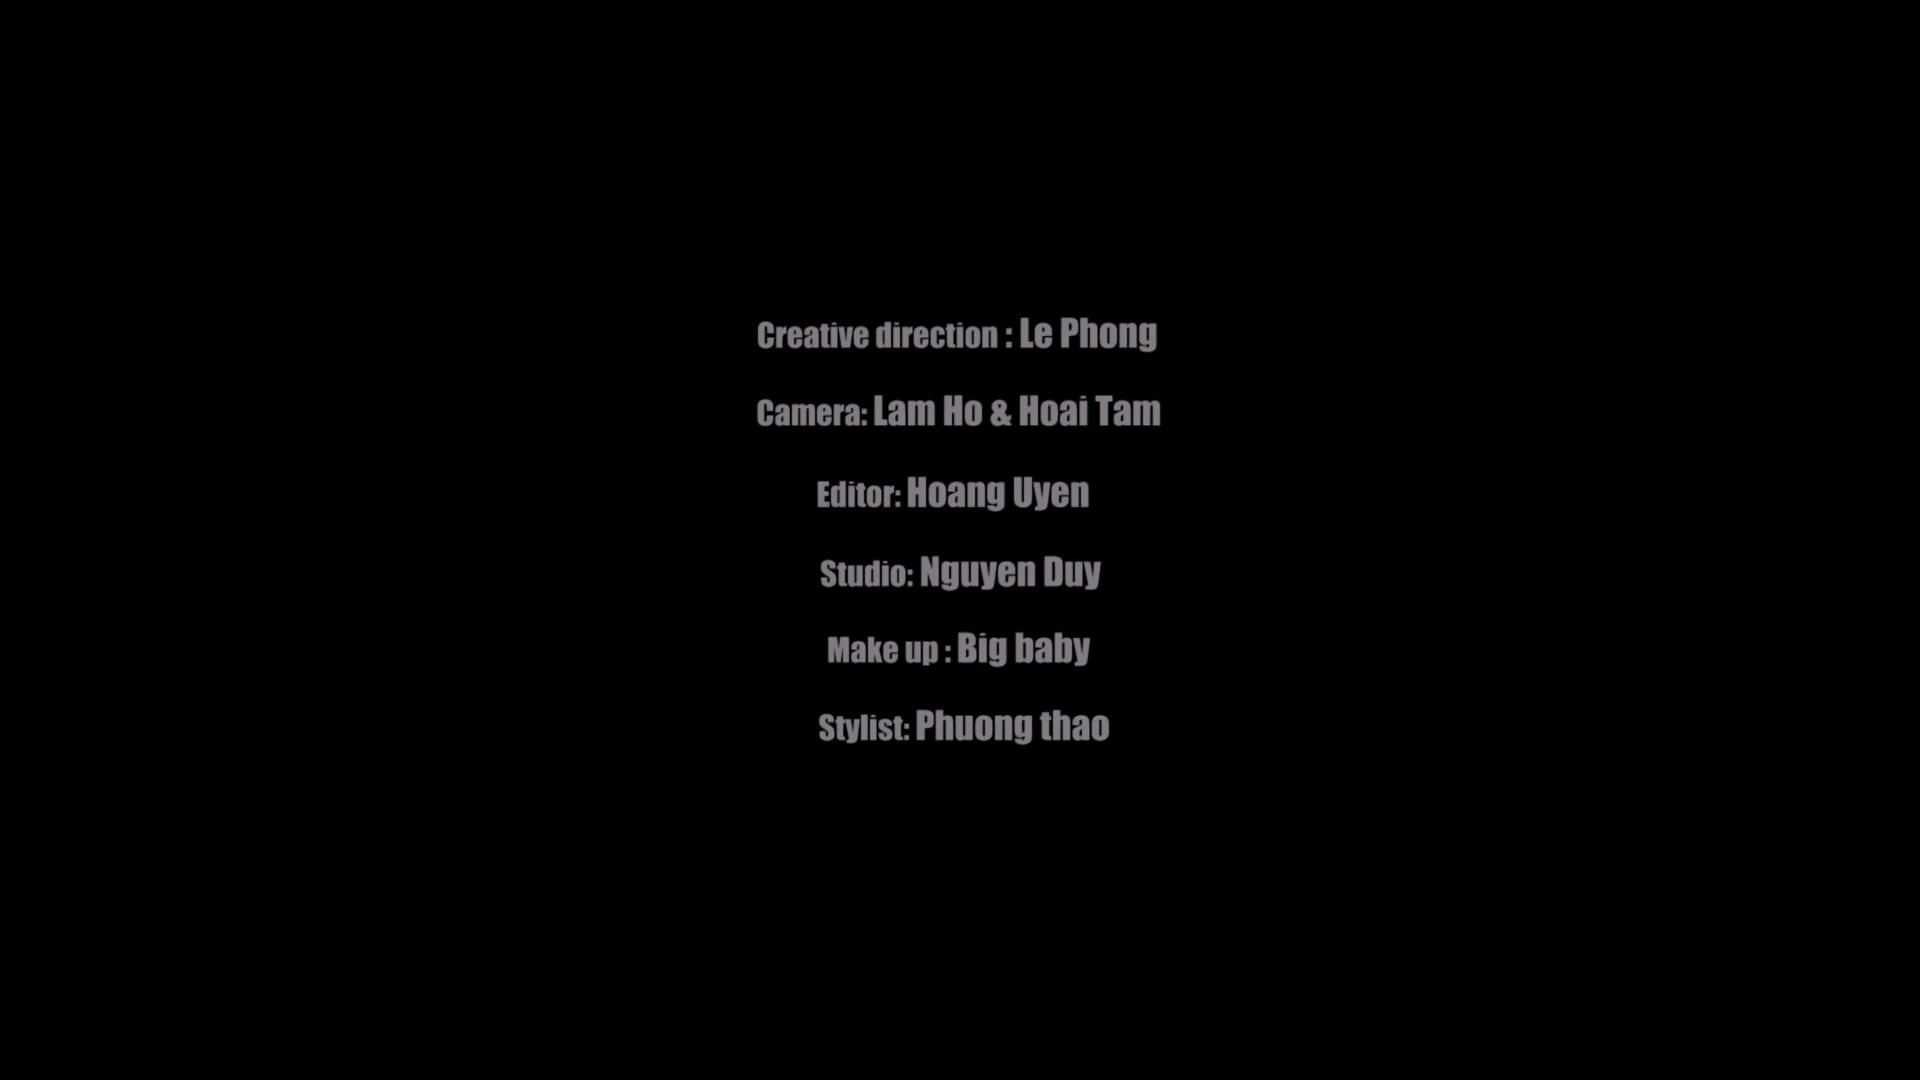 Creative direction : Le Phong
Camera: Lam Ho & Hoai Tam
Editor: Hoang Uyen
Studio: Nguyen Duy
Make up : Big baby
Stylist: Phuong thao